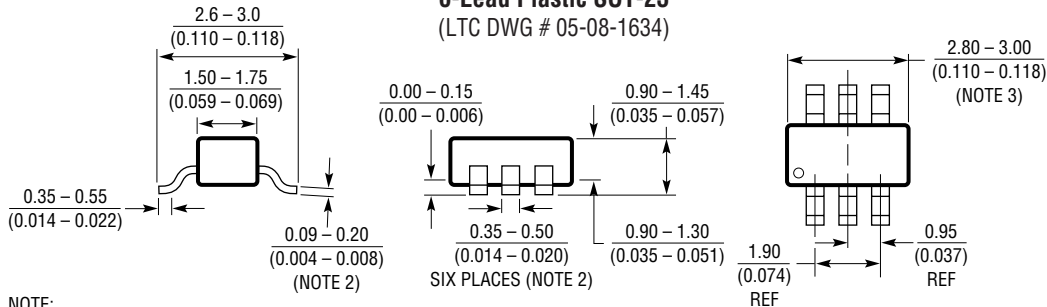 6-Lead Plastic SOT-23
(LTC DWG # 05-08-1634)
2.6 – 3.0
(0.110 – 0.118)
1.50 – 1.75
(0.059 – 0.069)
0.35 – 0.55
(0.014 – 0.022)
0.09 – 0.20
(0.004 – 0.008)
(NOTE 2)
0.00 – 0.15
(0.00 – 0.006)
0.90 – 1.45
(0.035 – 0.057)
0.35 – 0.50
(0.014 – 0.020)
SIX PLACES (NOTE 2)
0.90 – 1.30
(0.035 – 0.051)
2.80 – 3.00
(0.110 – 0.118)
(NOTE 3)
1.90
(0.074)
REF
0.95
(0.037)
REF
NOTE: